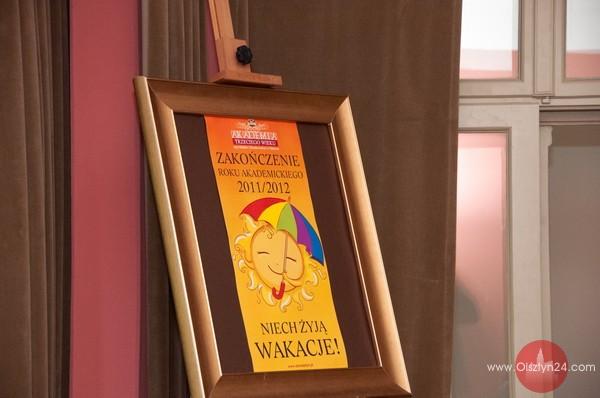 AKADEMIA
TRZECIEGO WIEKU
ZAKOŃCZENIE
ROKU AKADEMICKIEGO
2011/2012
NIECH ŻYJĄ
WAKACJE!
www.Olsztyn24.com